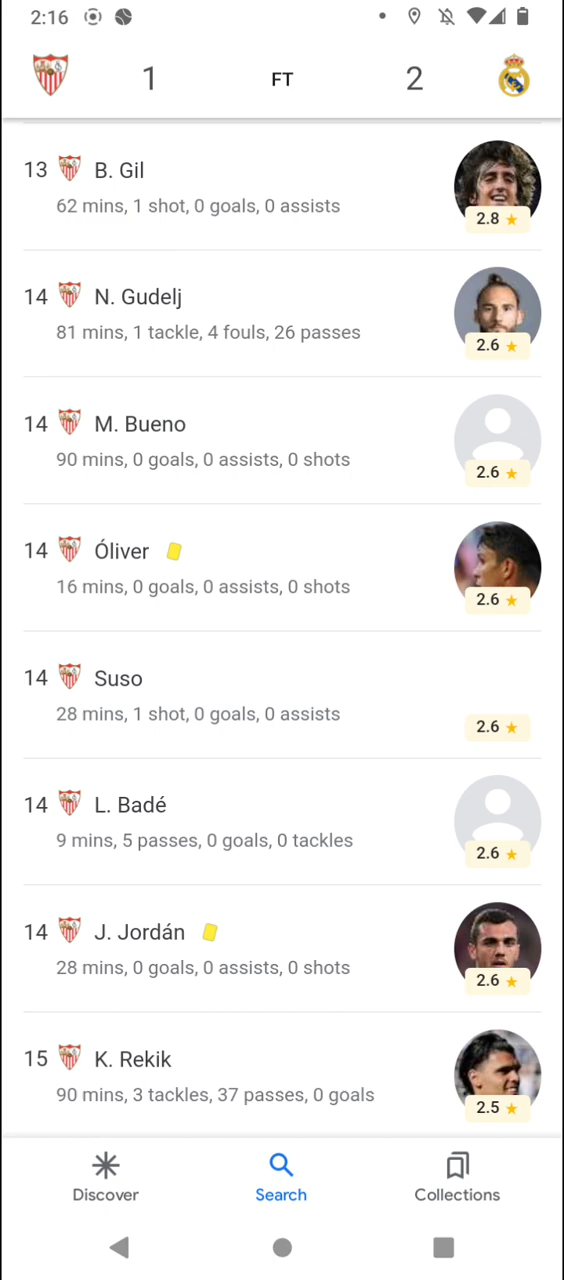 2:16
1 FT 2
13 B. Gil
62 mins, 1 shot, 0 goals, 0 assists
2.8 ★
14 N. Gudelj
81 mins, 1 tackle, 4 fouls, 26 passes
2.6 ★
14 M. Bueno
90 mins, 0 goals, 0 assists, 0 shots
2.6 ★
14 Óliver
16 mins, 0 goals, 0 assists, 0 shots
2.6 ★
14 Suso
28 mins, 1 shot, 0 goals, 0 assists
2.6 ★
14 L. Badé
9 mins, 5 passes, 0 goals, 0 tackles
2.6 ★
14 J. Jordán
28 mins, 0 goals, 0 assists, 0 shots
2.6 ★
15 K. Rekik
90 mins, 3 tackles, 37 passes, 0 goals
2.5 ★
Discover Search Collections